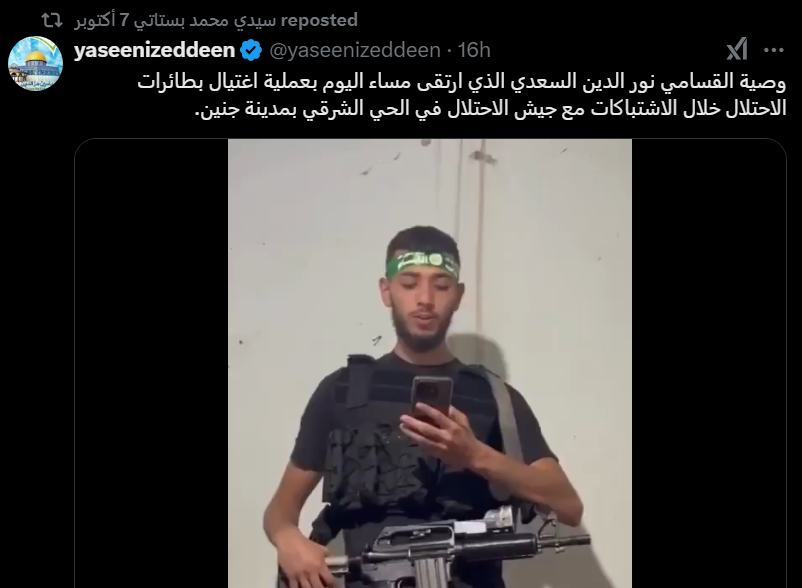 سيدي محمد بستاتي 7 أكتوبر reposted
yaseenizeddeen @yaseenizeddeen · 16h
وصية القسامي نور الدين السعدي الذي ارتقى مساء اليوم بعملية اغتيال بطائرات
الاحتلال خلال الاشتباكات مع جيش الاحتلال في الحي الشرقي بمدينة جنين.